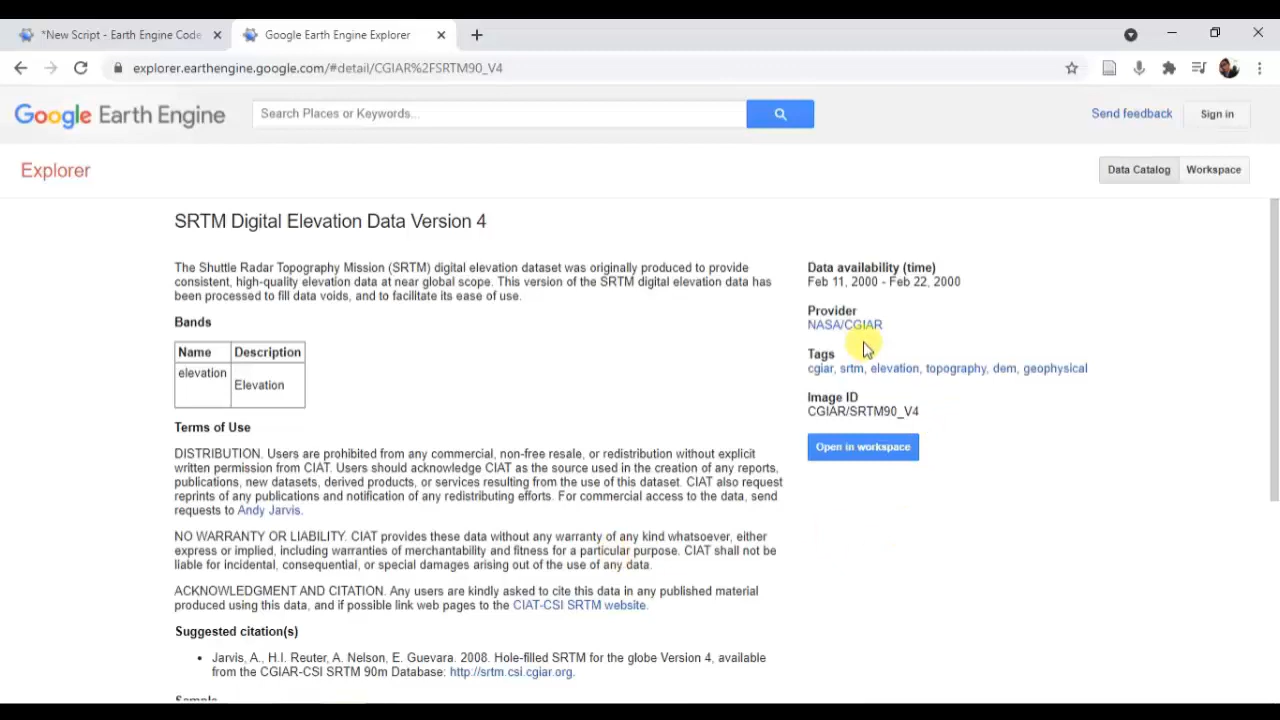 *New Script - Earth Engine Code
Google Earth Engine Explorer
explorer.earthengine.google.com/#detail/CGIAR%2FSRTM90_V4
Google Earth Engine
Search Places or Keywords...
Send feedback
Sign in
Explorer
Data Catalog
Workspace
SRTM Digital Elevation Data Version 4
The Shuttle Radar Topography Mission (SRTM) digital elevation dataset was originally produced to provide
consistent, high-quality elevation data at near global scope. This version of the SRTM digital elevation data has
been processed to fill data voids, and to facilitate its ease of use.
Bands
Name Description
elevation Elevation
Terms of Use
DISTRIBUTION. Users are prohibited from any commercial, non-free resale, or redistribution without explicit
written permission from CIAT. Users should acknowledge CIAT as the source used in the creation of any reports,
publications, new datasets, derived products, or services resulting from the use of this dataset. CIAT also request
reprints of any publications and notification of any redistributing efforts. For commercial access to the data, send
requests to Andy Jarvis.
NO WARRANTY OR LIABILITY. CIAT provides these data without any warranty of any kind whatsoever, either
express or implied, including warranties of merchantability and fitness for a particular purpose. CIAT shall not be
liable for incidental, consequential, or special damages arising out of the use of any data.
ACKNOWLEDGMENT AND CITATION. Any users are kindly asked to cite this data in any published material
produced using this data, and if possible link web pages to the CIAT-CSI SRTM website.
Suggested citation(s)
• Jarvis, A., H.I. Reuter, A. Nelson, E. Guevara. 2008. Hole-filled SRTM for the globe Version 4, available
from the CGIAR-CSI SRTM 90m Database: http://srtm.csi.cgiar.org.
Sample
Data availability (time)
Feb 11, 2000 - Feb 22, 2000
Provider
NASA/CGIAR
Tags
cgiar, srtm, elevation, topography, dem, geophysical
Image ID
CGIAR/SRTM90_V4
Open in workspace